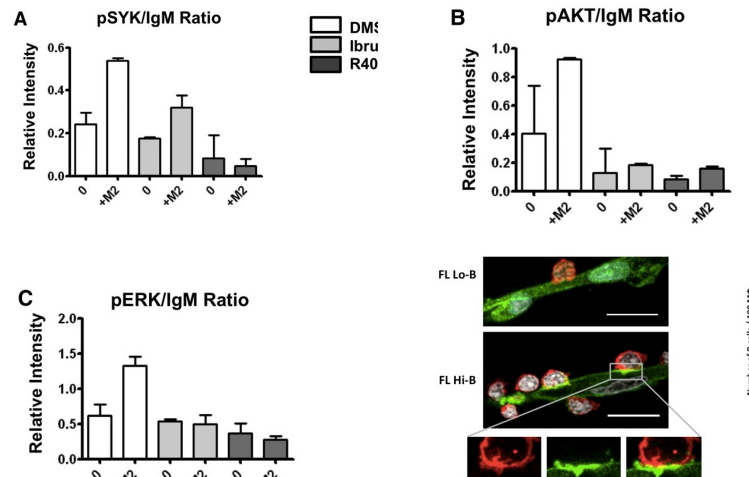 A
pSYK/IgM Ratio
Relative Intensity
0.6
0.4
0.2
0.0
0
+M2
0
+M2
0
+M2
Ibru
R40
B
pAKT/IgM Ratio
Relative Intensity
1.0
0.8
0.6
0.4
0.2
0.0
0
+M2
0
+M2
0
+M2
C
pERK/IgM Ratio
Relative Intensity
2.0
1.5
1.0
0.5
0.0
FL Lo-B
FL Hi-B